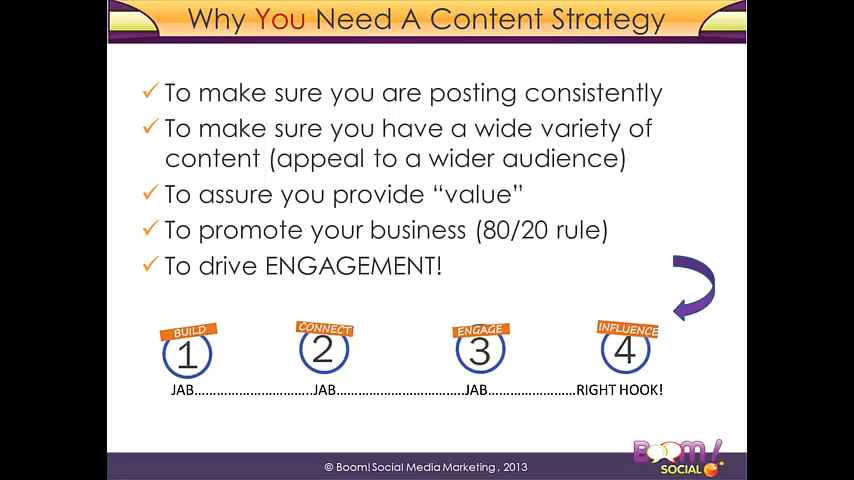 Why You Need A Content Strategy
✓ To make sure you are posting consistently
✓ To make sure you have a wide variety of
content (appeal to a wider audience)
✓ To assure you provide “value”
✓ To promote your business (80/20 rule)
✓ To drive ENGAGEMENT!
BUILD CONNECT ENGAGE INFLUENCE
1 2 3 4
JAB...............................JAB..................................JAB.......................RIGHT HOOK!
BOOM!
SOCIAL
© Boom! Social Media Marketing , 2013